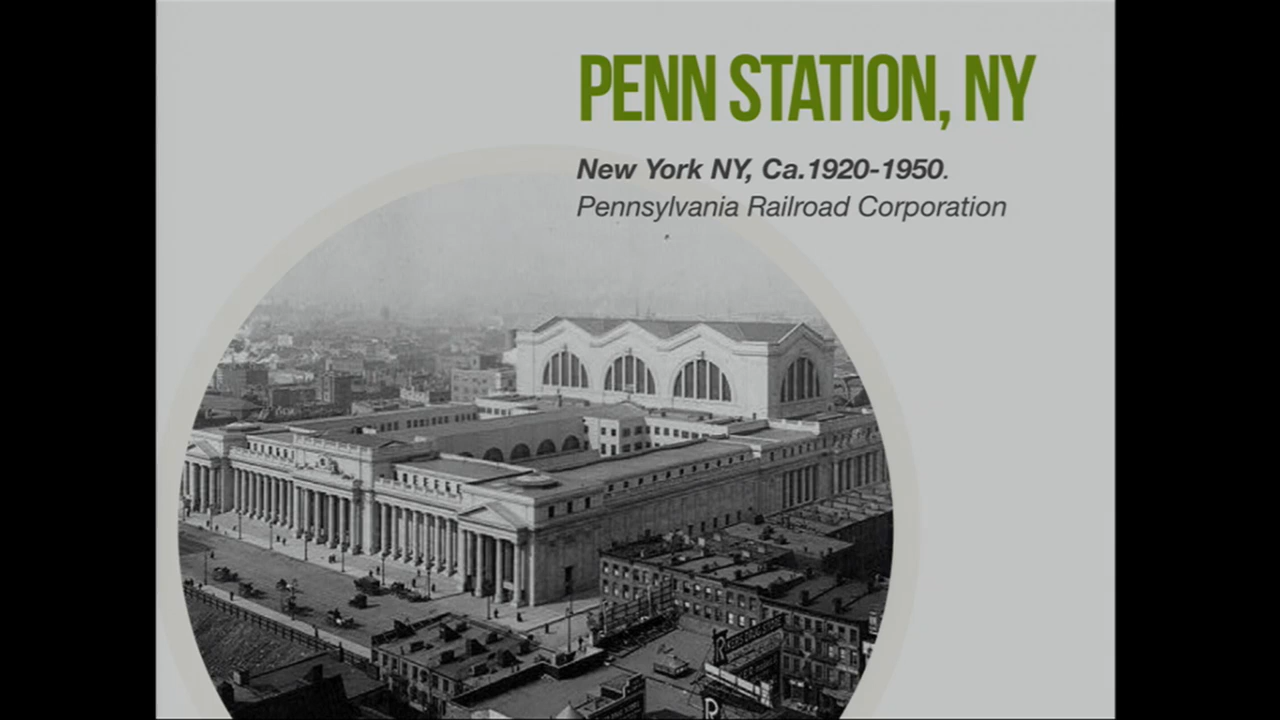 PENN STATION, NY
New York NY, Ca.1920-1950.
Pennsylvania Railroad Corporation